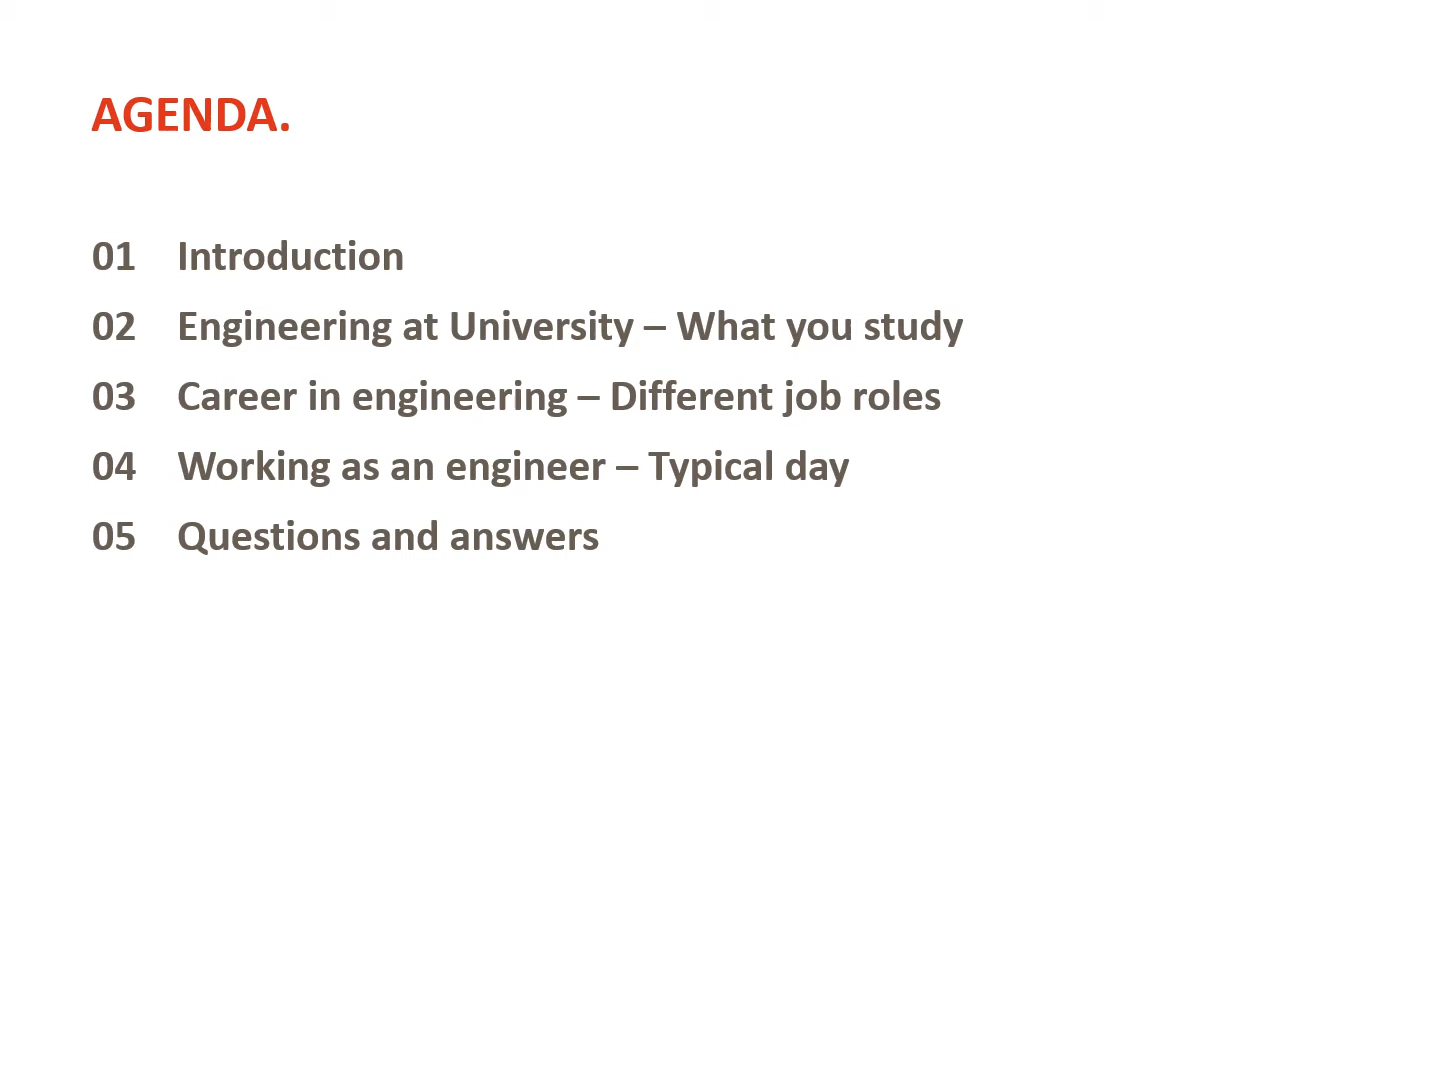 AGENDA.
01 Introduction
02 Engineering at University – What you study
03 Career in engineering – Different job roles
04 Working as an engineer – Typical day
05 Questions and answers